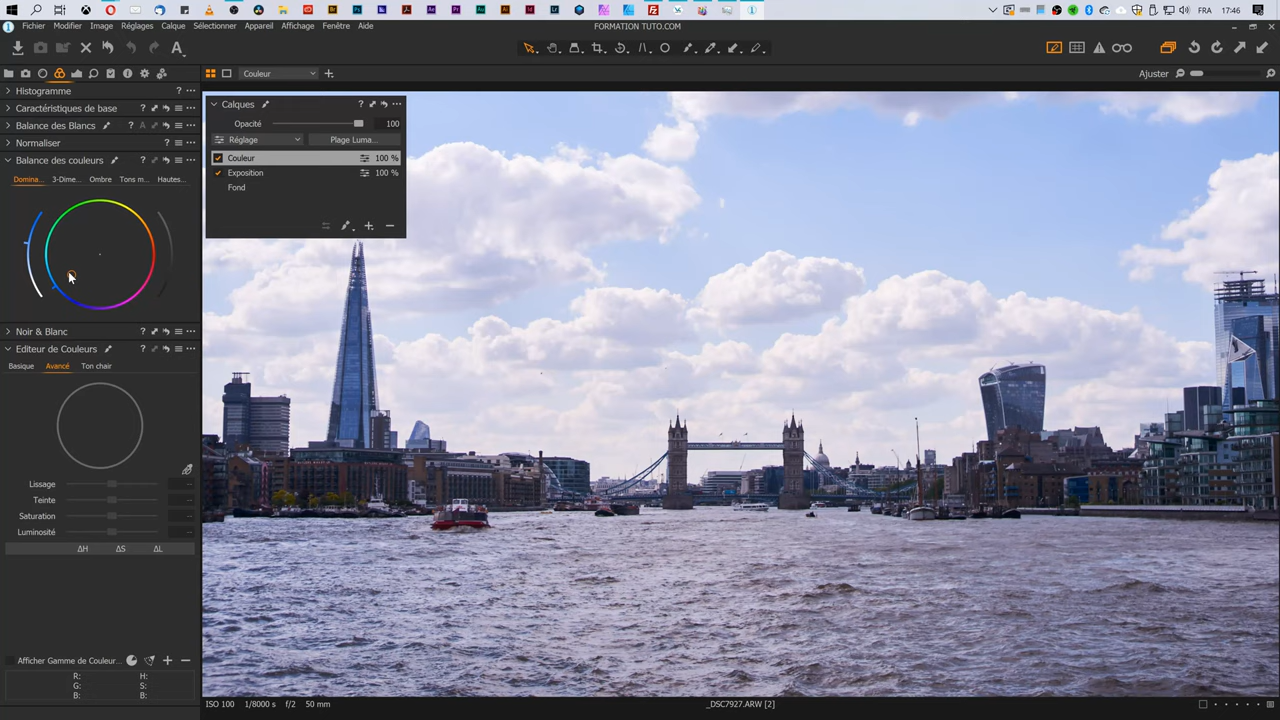 FRA 17:46
Fichier Modifier Image Réglages Calque Sélectionner Appareil Affichage Fenêtre Aide
FORMATION TUTO.COM
Couleur
Ajuster
Histogramme
Caractéristiques de base
Balance des Blancs
Normaliser
Balance des couleurs
Domina... 3-Dime... Ombre Tons m... Hautes...
Calques
Opacité 100
Réglage Plage Luma...
Couleur 100 %
Exposition 100 %
Fond
Noir & Blanc
Editeur de Couleurs
Basique Avancé Ton chair
Lissage --
Teinte --
Saturation --
Luminosité --
ΔH ΔS ΔL
Afficher Gamme de Couleur...
R: H:
G: S:
B: B:
ISO 100 1/8000 s f/2 50 mm
_DSC7927.ARW [2]